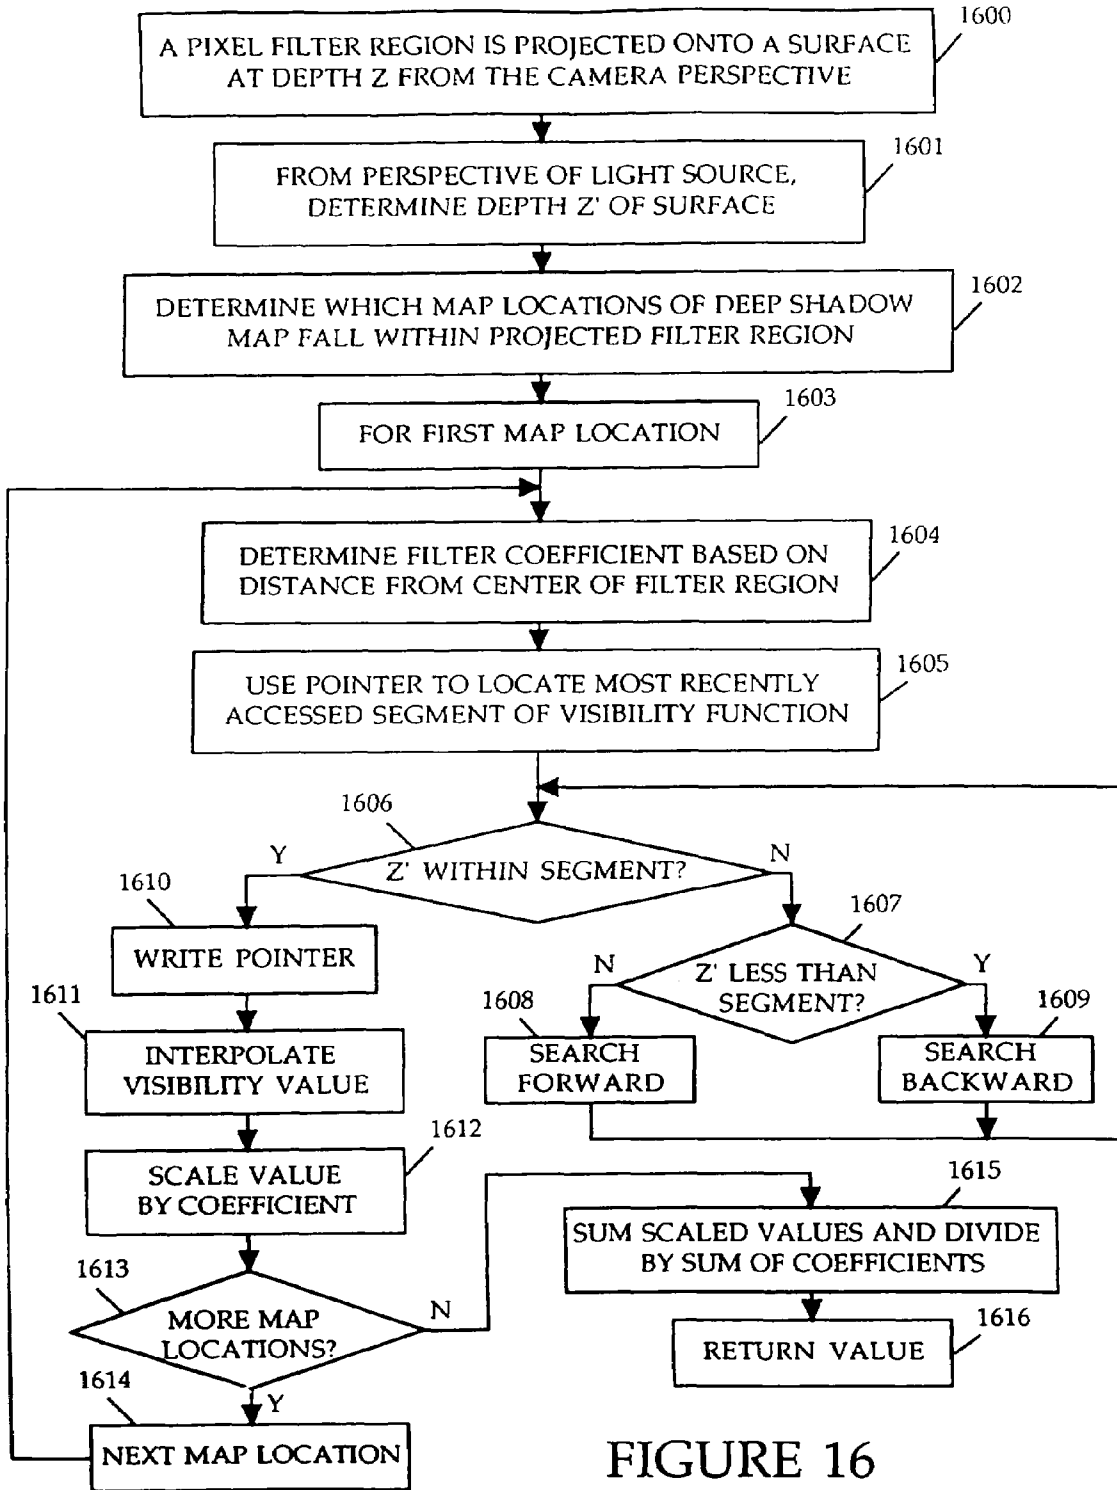 1600
A PIXEL FILTER REGION IS PROJECTED ONTO A SURFACE
AT DEPTH Z FROM THE CAMERA PERSPECTIVE
1601
FROM PERSPECTIVE OF LIGHT SOURCE,
DETERMINE DEPTH Z' OF SURFACE
1602
DETERMINE WHICH MAP LOCATIONS OF DEEP SHADOW
MAP FALL WITHIN PROJECTED FILTER REGION
1603
FOR FIRST MAP LOCATION
1604
DETERMINE FILTER COEFFICIENT BASED ON
DISTANCE FROM CENTER OF FILTER REGION
1605
USE POINTER TO LOCATE MOST RECENTLY
ACCESSED SEGMENT OF VISIBILITY FUNCTION
1606
Y
Z' WITHIN SEGMENT?
N
1610
WRITE POINTER
1607
N
Z' LESS THAN
SEGMENT?
Y
1611
INTERPOLATE
VISIBILITY VALUE
1608
SEARCH
FORWARD
1609
SEARCH
BACKWARD
1612
SCALE VALUE
BY COEFFICIENT
1615
SUM SCALED VALUES AND DIVIDE
BY SUM OF COEFFICIENTS
1613
MORE MAP
LOCATIONS?
N
Y
1616
RETURN VALUE
1614
NEXT MAP LOCATION
FIGURE 16